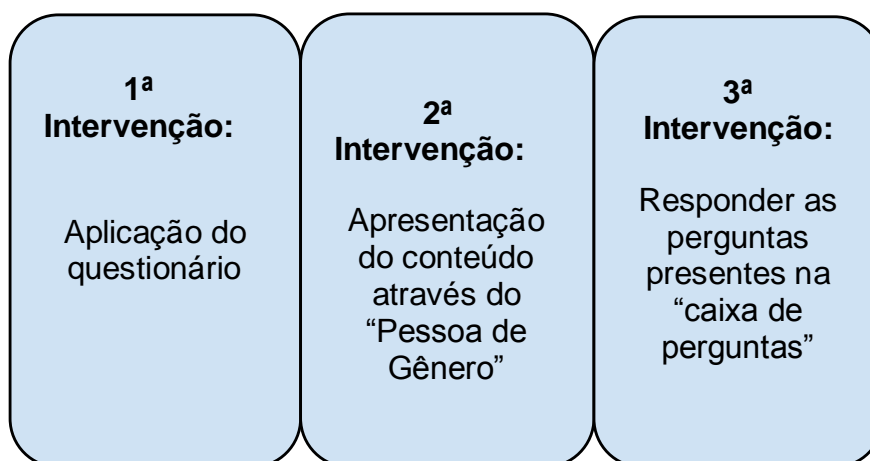 1ª
Intervenção:
Aplicação do
questionário
2ª
Intervenção:
Apresentação
do conteúdo
através do
“Pessoa de
Gênero”
3ª
Intervenção:
Responder as
perguntas
presentes na
“caixa de
perguntas”